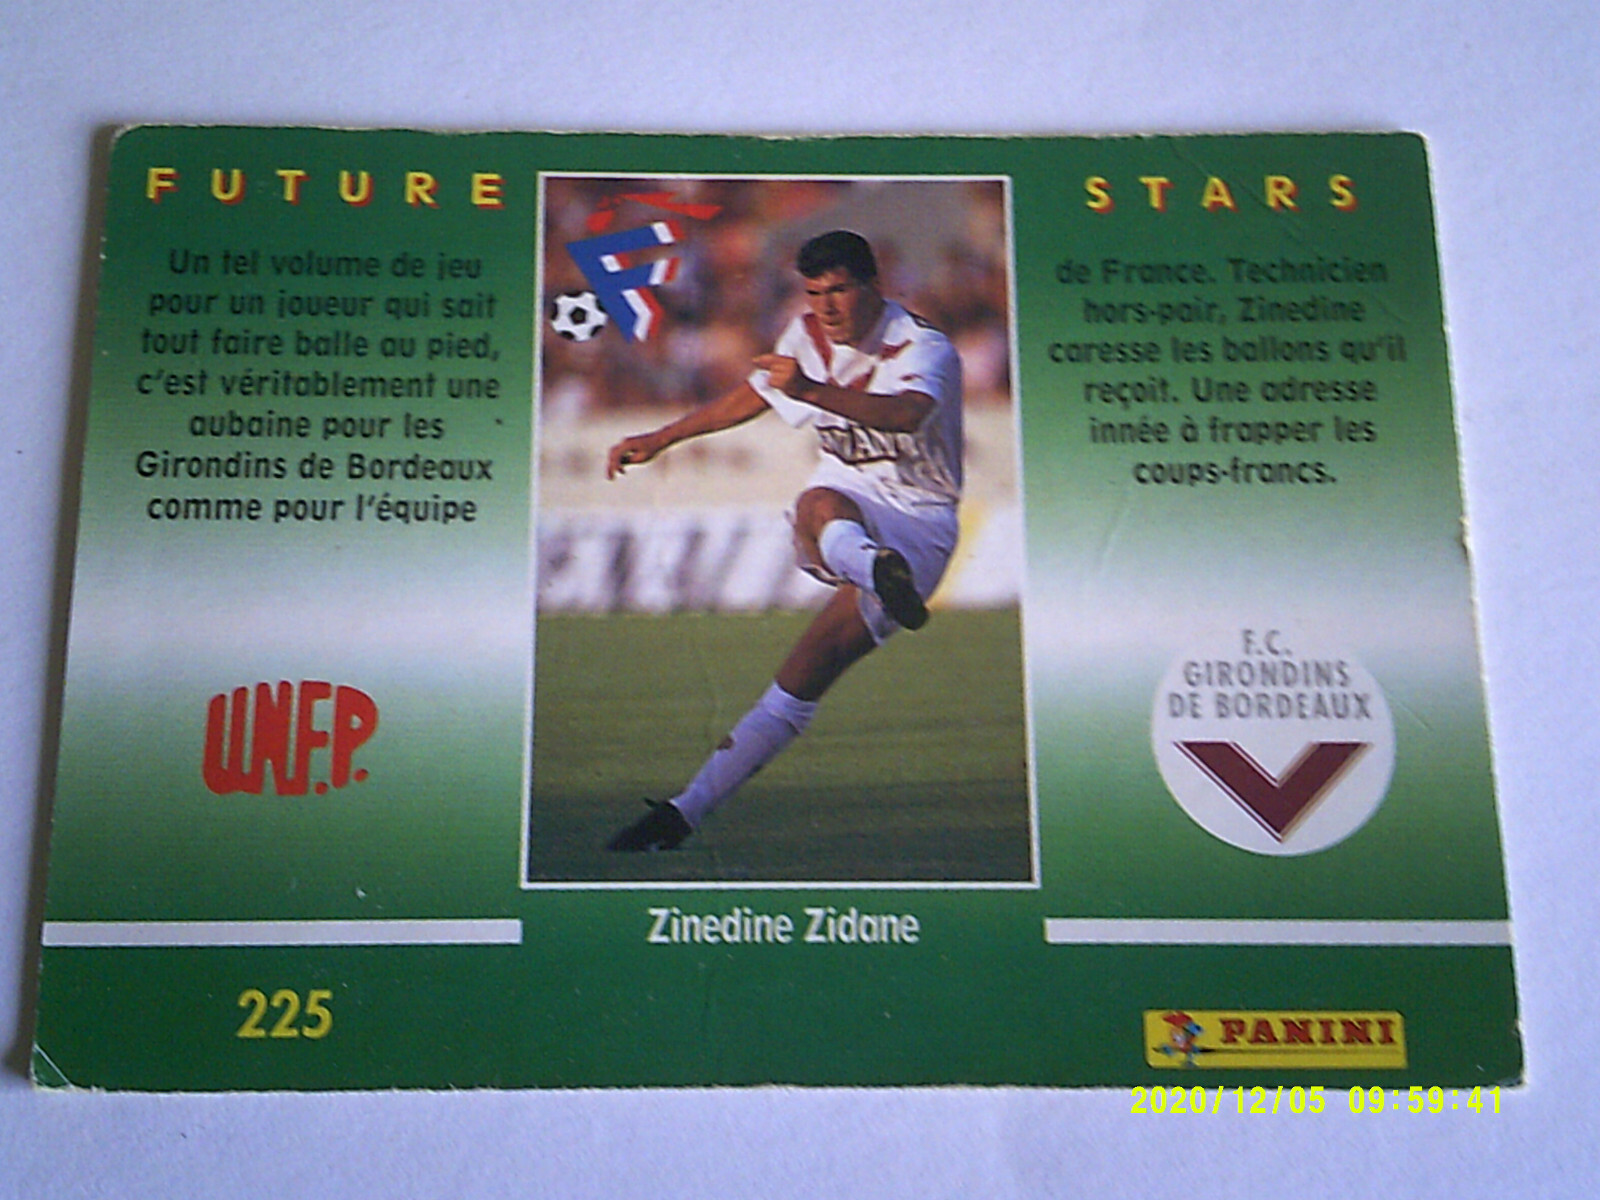 FUTURE STARS
Un tel volume de jeu
pour un joueur qui sait
tout faire balle au pied,
c'est véritablement une
aubaine pour les
Girondins de Bordeaux
comme pour l'équipe
de France. Technicien
hors-pair, Zinedine
caresse les ballons qu'il
reçoit. Une adresse
innée à frapper les
coups-francs.
U.N.F.P.
F.C.
GIRONDINS
DE BORDEAUX
Zinedine Zidane
225
PANINI
2020/12/05 09:59:41